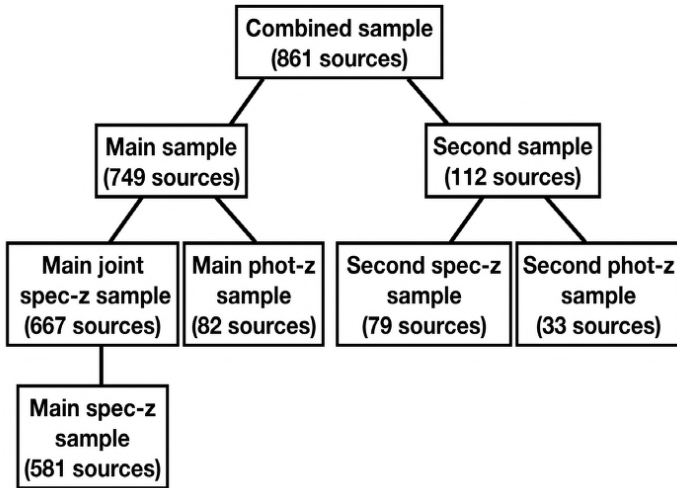 Combined sample
(861 sources)
Main sample
(749 sources)
Second sample
(112 sources)
Main joint
spec-z sample
(667 sources)
Main phot-z
sample
(82 sources)
Second spec-z
sample
(79 sources)
Second phot-z
sample
(33 sources)
Main spec-z
sample
(581 sources)